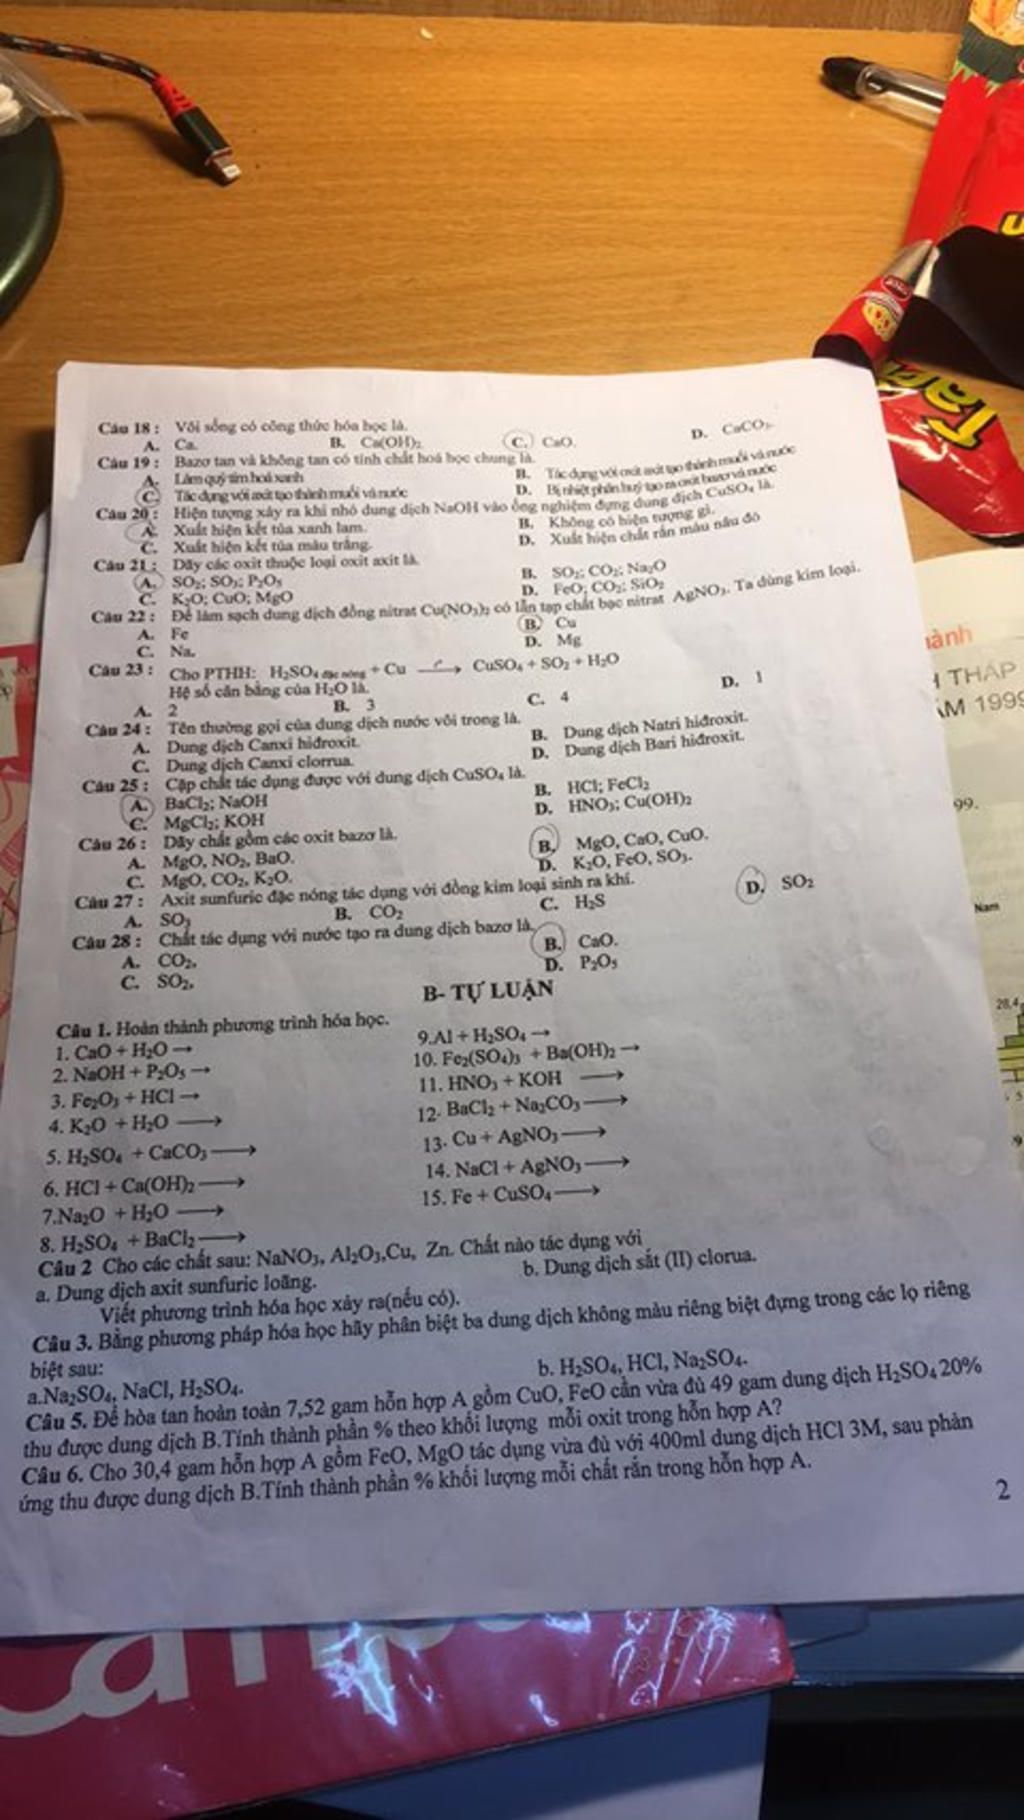 Câu 18 : Vôi sống có công thức hóa học là.
A. Ca. B. Ca(OH)₂ C. CaO. D. CaCO₃.
Câu 19 : Bazơ tan và không tan có tính chất hoá học chung là.
A. Làm quỳ tím hoá xanh B. Tác dụng với oxit axit tạo thành muối và nước
C. Tác dụng với axit tạo thành muối và nước D. Bị nhiệt phân huỷ tạo ra oxit bazơ và nước
Câu 20 : Hiện tượng xảy ra khi nhỏ dung dịch NaOH vào ống nghiệm đựng dung dịch CuSO₄ là.
A. Xuất hiện kết tủa xanh lam. B. Không có hiện tượng gì.
C. Xuất hiện kết tủa màu trắng. D. Xuất hiện chất rắn màu nâu đỏ
Câu 21 : Dãy các oxit thuộc loại oxit axit là.
A. SO₂; SO₃; P₂O₅ B. SO₂; CO₂; Na₂O
C. K₂O; CuO; MgO D. FeO; CO₂; SiO₂
Câu 22 : Để làm sạch dung dịch đồng nitrat Cu(NO₃)₂ có lẫn tạp chất bạc nitrat AgNO₃. Ta dùng kim loại.
A. Fe B. Cu
C. Na. D. Mg
Câu 23 : Cho PTHH: H₂SO₄ đặc nóng + Cu → CuSO₄ + SO₂ + H₂O
Hệ số cân bằng của H₂O là.
A. 2 B. 3 C. 4 D. 1
Câu 24 : Tên thường gọi của dung dịch nước vôi trong là.
A. Dung dịch Canxi hiđroxit. B. Dung dịch Natri hiđroxit.
C. Dung dịch Canxi clorrua. D. Dung dịch Bari hiđroxit.
Câu 25 : Cặp chất tác dụng được với dung dịch CuSO₄ là.
A. BaCl₂; NaOH B. HCl; FeCl₂
C. MgCl₂; KOH D. HNO₃; Cu(OH)₂
Câu 26 : Dãy chất gồm các oxit bazơ là.
A. MgO, NO₂, BaO. B. MgO, CaO, CuO.
C. MgO, CO₂, K₂O. D. K₂O, FeO, SO₃.
Câu 27 : Axit sunfuric đặc nóng tác dụng với đồng kim loại sinh ra khí.
A. SO₃ B. CO₂ C. H₂S D. SO₂
Câu 28 : Chất tác dụng với nước tạo ra dung dịch bazơ là.
A. CO₂, B. CaO.
C. SO₂, D. P₂O₅
B- TỰ LUẬN
Câu 1. Hoàn thành phương trình hóa học.
1. CaO + H₂O →
2. NaOH + P₂O₅ →
3. Fe₂O₃ + HCl →
4. K₂O + H₂O →
5. H₂SO₄ + CaCO₃ →
6. HCl + Ca(OH)₂ →
7.Na₂O + H₂O →
8. H₂SO₄ + BaCl₂ →
9.Al + H₂SO₄ →
10. Fe₂(SO₄)₃ + Ba(OH)₂ →
11. HNO₃ + KOH →
12. BaCl₂ + Na₂CO₃ →
13. Cu + AgNO₃ →
14. NaCl + AgNO₃ →
15. Fe + CuSO₄ →
Câu 2 Cho các chất sau: NaNO₃, Al₂O₃,Cu, Zn. Chất nào tác dụng với
a. Dung dịch axit sunfuric loãng. b. Dung dịch sắt (II) clorua.
Viết phương trình hóa học xảy ra(nếu có).
Câu 3. Bằng phương pháp hóa học hãy phân biệt ba dung dịch không màu riêng biệt đựng trong các lọ riêng
biệt sau:
a.Na₂SO₄, NaCl, H₂SO₄. b. H₂SO₄, HCl, Na₂SO₄.
Câu 5. Để hòa tan hoàn toàn 7,52 gam hỗn hợp A gồm CuO, FeO cần vừa đủ 49 gam dung dịch H₂SO₄ 20%
thu được dung dịch B.Tính thành phần % theo khối lượng mỗi oxit trong hỗn hợp A?
Câu 6. Cho 30,4 gam hỗn hợp A gồm FeO, MgO tác dụng vừa đủ với 400ml dung dịch HCl 3M, sau phản
ứng thu được dung dịch B.Tính thành phần % khối lượng mỗi chất rắn trong hỗn hợp A.
2
ành
THÁP
1999
99.
Nam
28,4